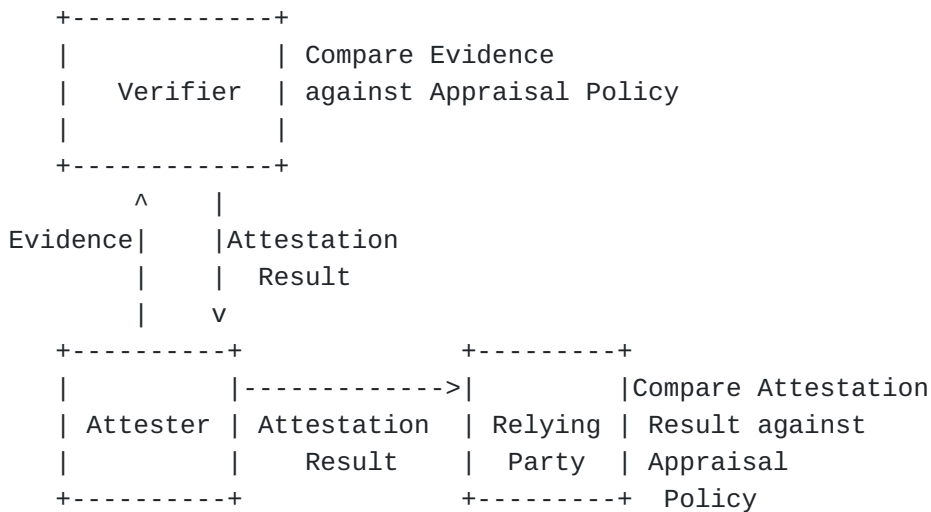 +-------------+
|             | Compare Evidence
|   Verifier  | against Appraisal Policy
|             |
+-------------+
     ^    |
Evidence|    |Attestation
     |    |  Result
     |    v
+----------+              +---------+
|          |------------->|         |Compare Attestation
| Attester | Attestation  | Relying | Result against
|          |    Result    |  Party  | Appraisal
+----------+              +---------+  Policy